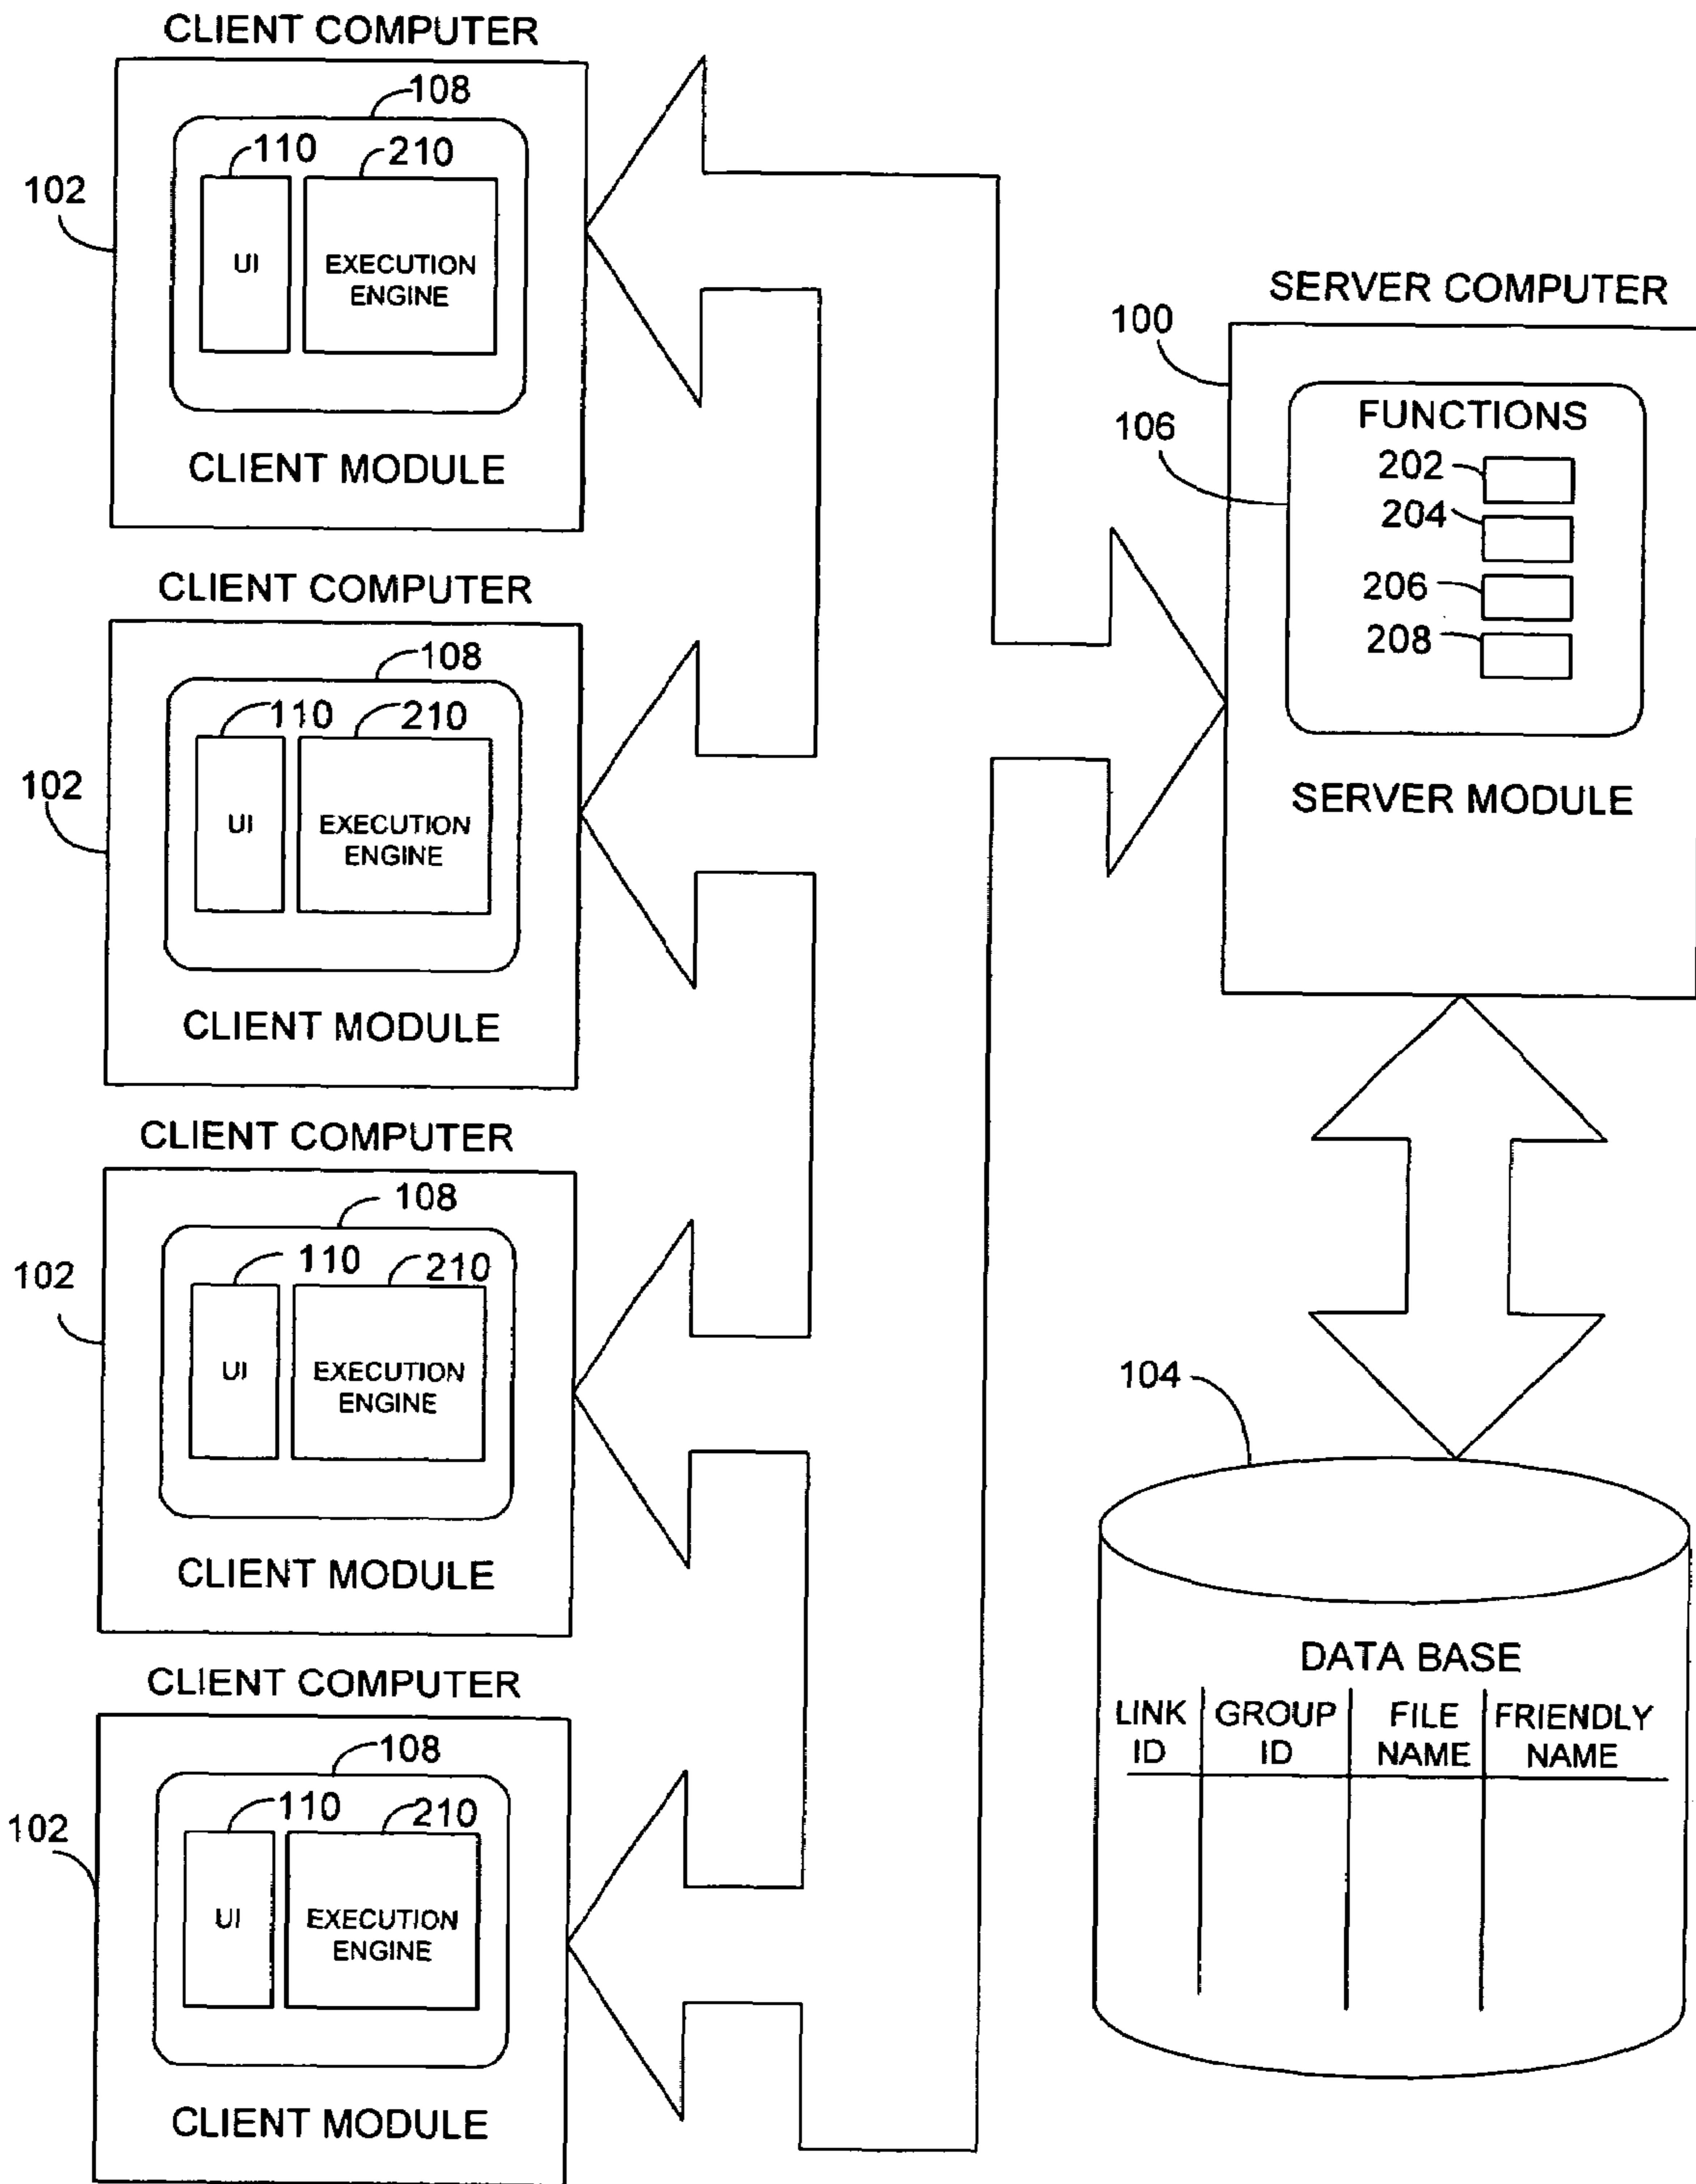 CLIENT COMPUTER
108
110 210
102
UI
EXECUTION
ENGINE
CLIENT MODULE
CLIENT COMPUTER
108
110 210
102
UI
EXECUTION
ENGINE
CLIENT MODULE
CLIENT COMPUTER
108
110 210
102
UI
EXECUTION
ENGINE
CLIENT MODULE
CLIENT COMPUTER
108
110 210
102
UI
EXECUTION
ENGINE
CLIENT MODULE
SERVER COMPUTER
100
106
FUNCTIONS
202
204
206
208
SERVER MODULE
104
DATA BASE
LINK ID
GROUP ID
FILE NAME
FRIENDLY NAME